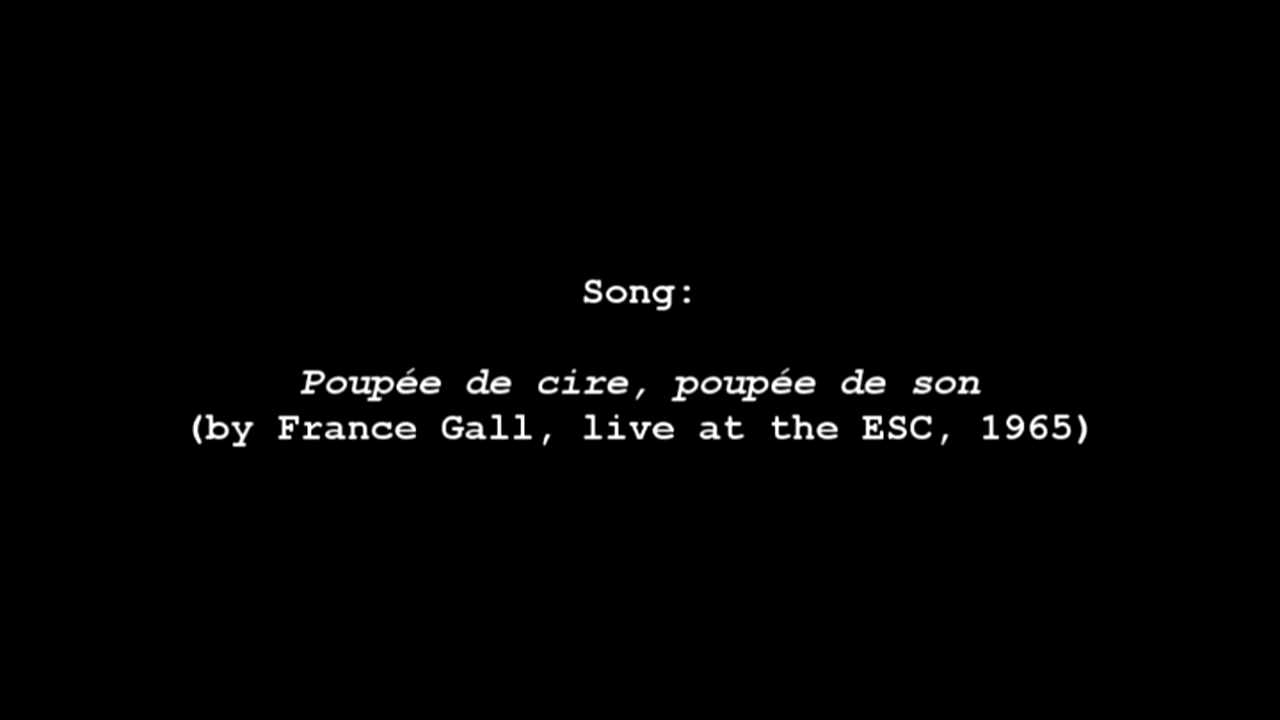 Song:
Poupée de cire, poupée de son
(by France Gall, live at the ESC, 1965)